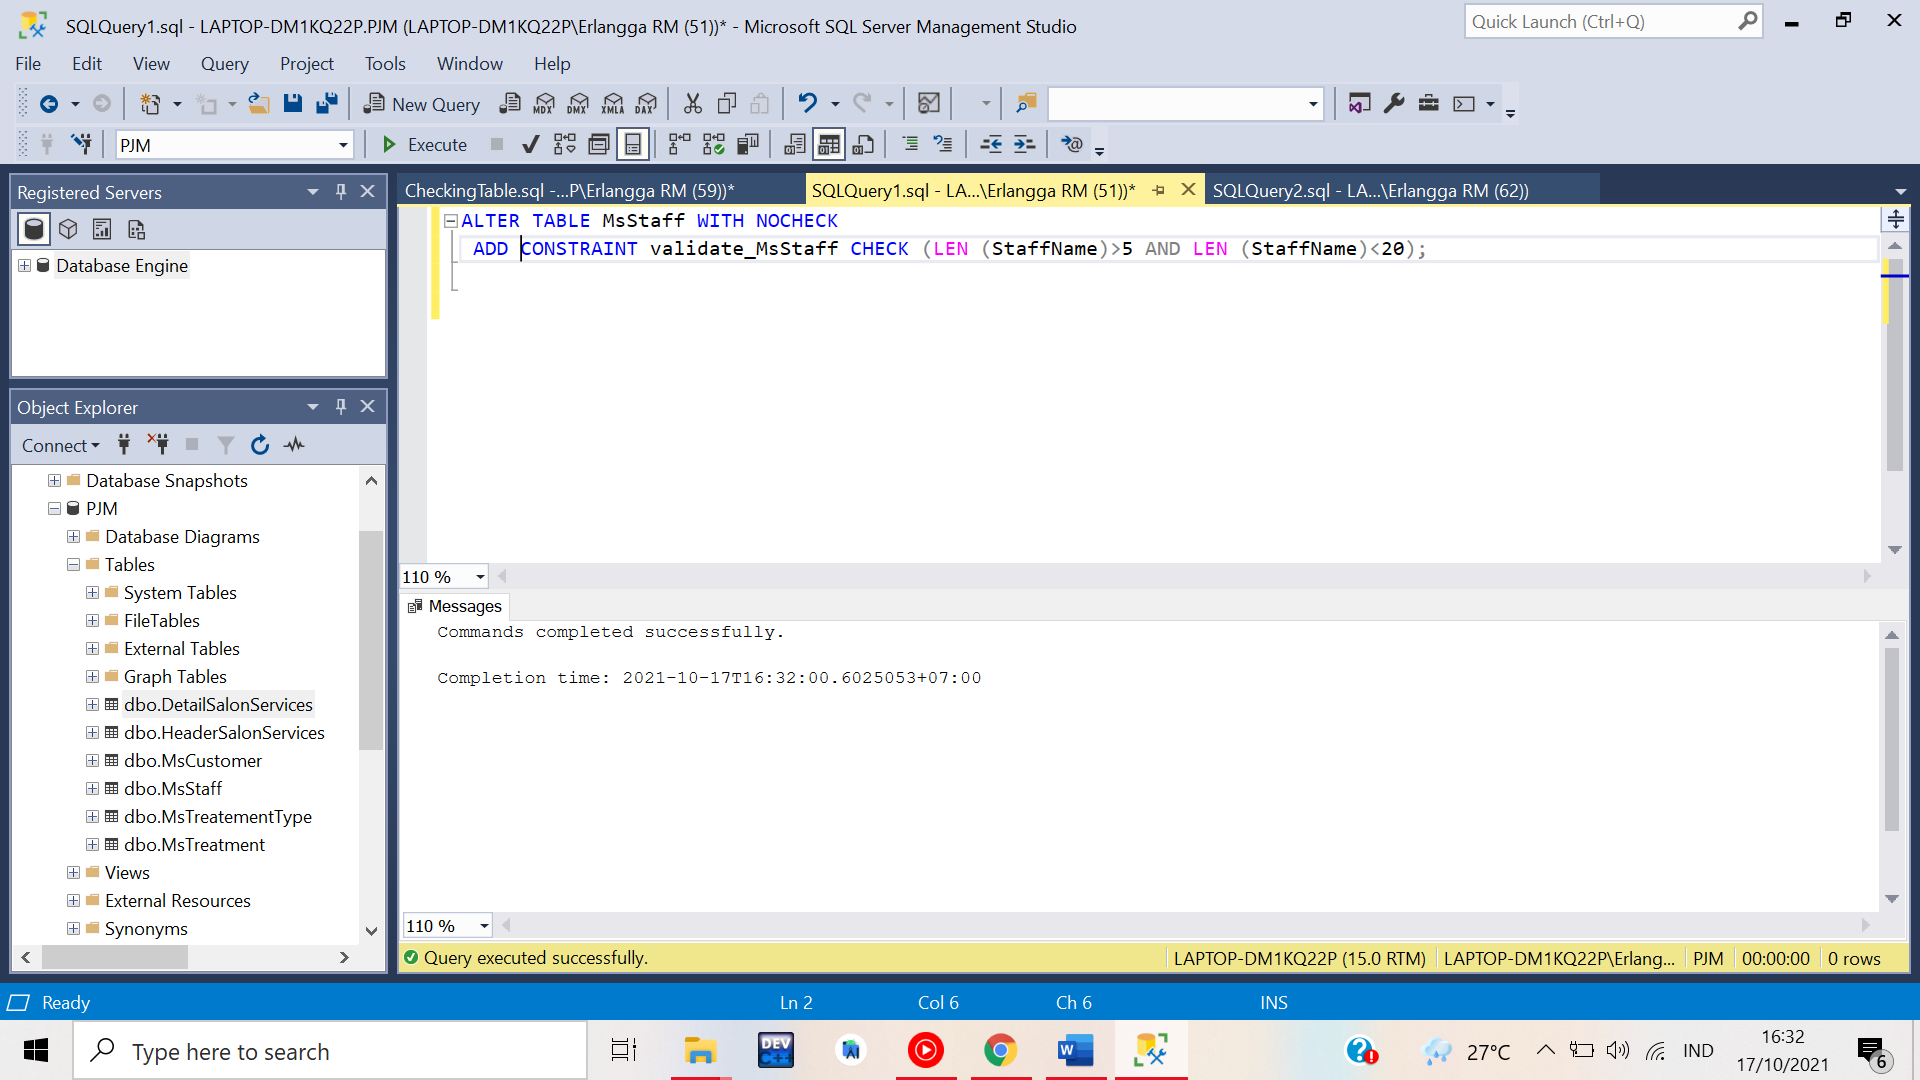 SQLQuery1.sql - LAPTOP-DM1KQ22P.PJM (LAPTOP-DM1KQ22P\Erlangga RM (51))* - Microsoft SQL Server Management Studio
Quick Launch (Ctrl+Q)
File Edit View Query Project Tools Window Help
New Query MDX DMX XMLA DAX
PJM Execute
Registered Servers
Database Engine
CheckingTable.sql -...P\Erlangga RM (59))*
SQLQuery1.sql - LA...\Erlangga RM (51))*
SQLQuery2.sql - LA...\Erlangga RM (62))
ALTER TABLE MsStaff WITH NOCHECK
ADD CONSTRAINT validate_MsStaff CHECK (LEN (StaffName)>5 AND LEN (StaffName)<20);
Object Explorer
Connect
Database Snapshots
PJM
Database Diagrams
Tables
System Tables
FileTables
External Tables
Graph Tables
dbo.DetailSalonServices
dbo.HeaderSalonServices
dbo.MsCustomer
dbo.MsStaff
dbo.MsTreatementType
dbo.MsTreatment
Views
External Resources
Synonyms
110 %
Messages
Commands completed successfully.
Completion time: 2021-10-17T16:32:00.6025053+07:00
110 %
Query executed successfully.
LAPTOP-DM1KQ22P (15.0 RTM) LAPTOP-DM1KQ22P\Erlang... PJM 00:00:00 0 rows
Ready Ln 2 Col 6 Ch 6 INS
Type here to search
DEV C++
W
27°C IND
16:32
17/10/2021
6